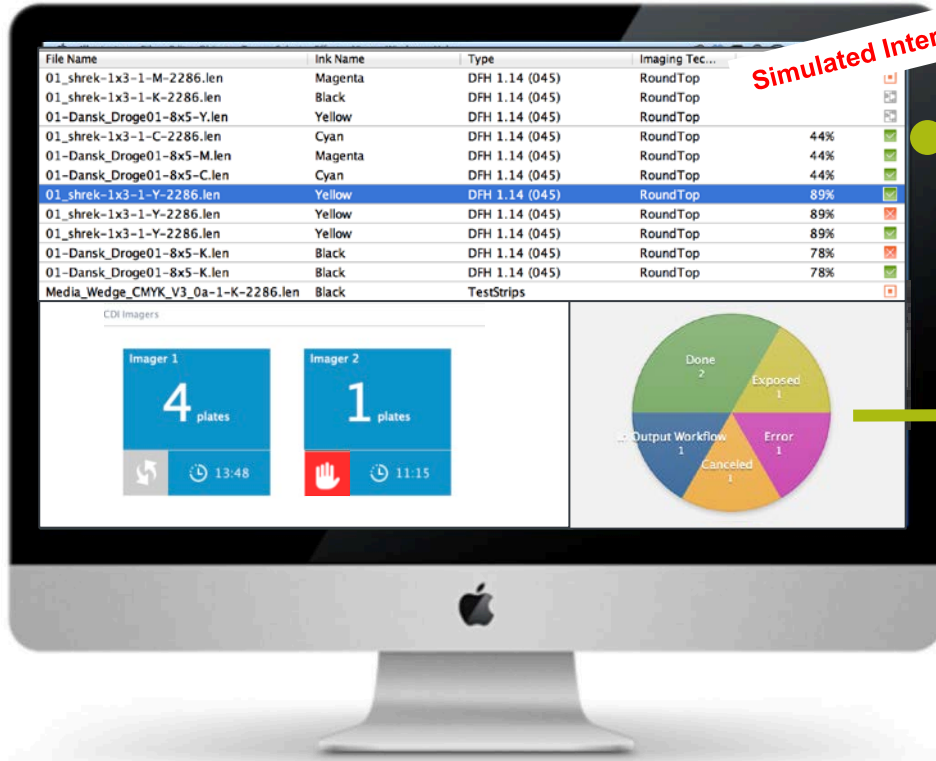 Simulated Inter
File Name Ink Name Type Imaging Tec...
01_shrek-1x3-1-M-2286.len Magenta DFH 1.14 (045) RoundTop
01_shrek-1x3-1-K-2286.len Black DFH 1.14 (045) RoundTop
01-Dansk_Droge01-8x5-Y.len Yellow DFH 1.14 (045) RoundTop
01_shrek-1x3-1-C-2286.len Cyan DFH 1.14 (045) RoundTop 44%
01-Dansk_Droge01-8x5-M.len Magenta DFH 1.14 (045) RoundTop 44%
01-Dansk_Droge01-8x5-C.len Cyan DFH 1.14 (045) RoundTop 44%
01_shrek-1x3-1-Y-2286.len Yellow DFH 1.14 (045) RoundTop 89%
01_shrek-1x3-1-Y-2286.len Yellow DFH 1.14 (045) RoundTop 89%
01_shrek-1x3-1-Y-2286.len Yellow DFH 1.14 (045) RoundTop 89%
01-Dansk_Droge01-8x5-K.len Black DFH 1.14 (045) RoundTop 78%
01-Dansk_Droge01-8x5-K.len Black DFH 1.14 (045) RoundTop 78%
Media_Wedge_CMYK_V3_0a-1-K-2286.len Black TestStrips
CDI Imagers
Imager 1
4 plates
13:48
Imager 2
1 plates
11:15
Done
2
Exposed
1
Output Workflow
1
Error
1
Canceled
1